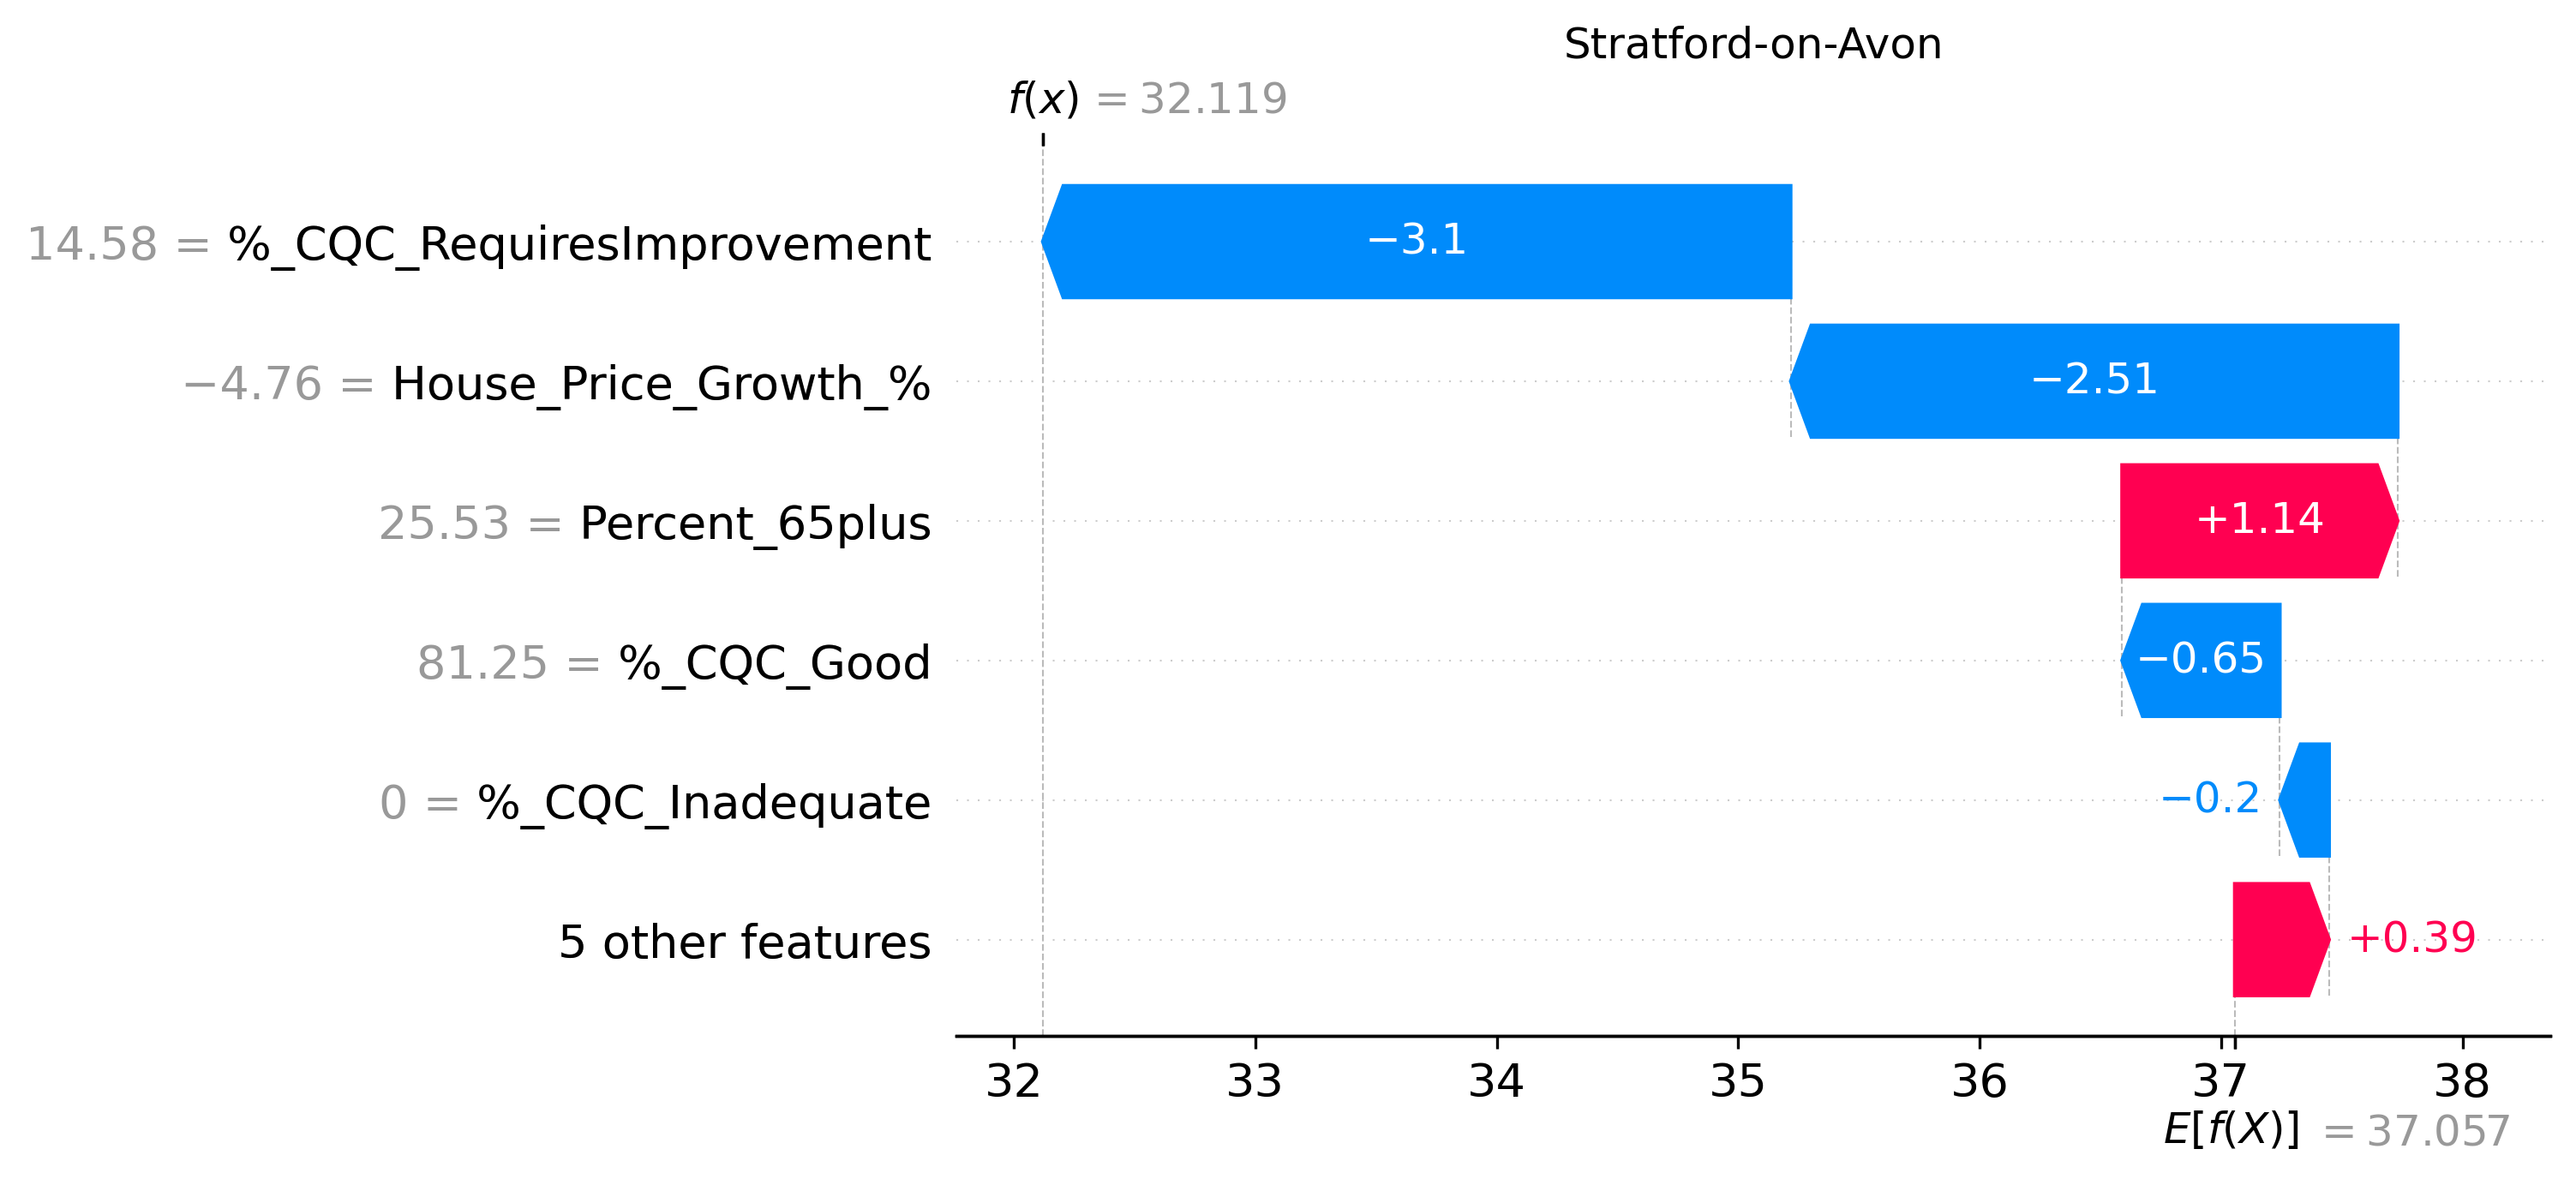 Stratford-on-Avon
f(x) = 32.119
14.58 = %_CQC_RequiresImprovement
−3.1
−4.76 = House_Price_Growth_%
−2.51
25.53 = Percent_65plus
+1.14
81.25 = %_CQC_Good
−0.65
0 = %_CQC_Inadequate
−0.2
5 other features
+0.39
32 33 34 35 36 37 38
E[f(X)] = 37.057